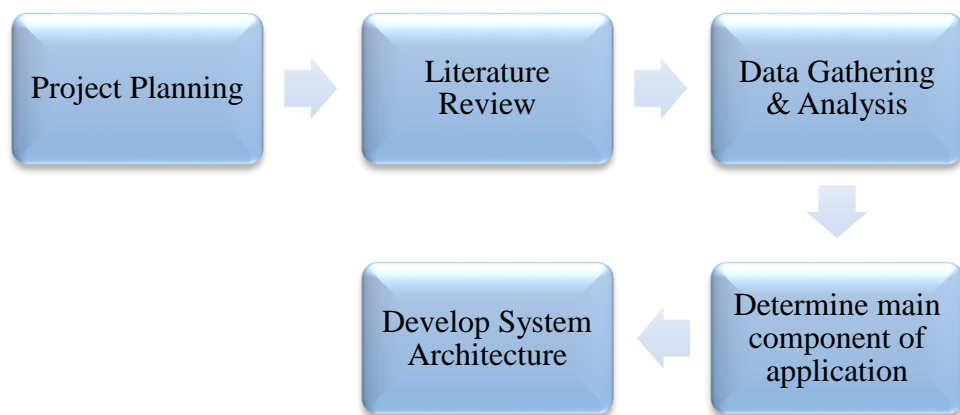 Project Planning
Literature
Review
Data Gathering
& Analysis
Determine main
component of
application
Develop System
Architecture